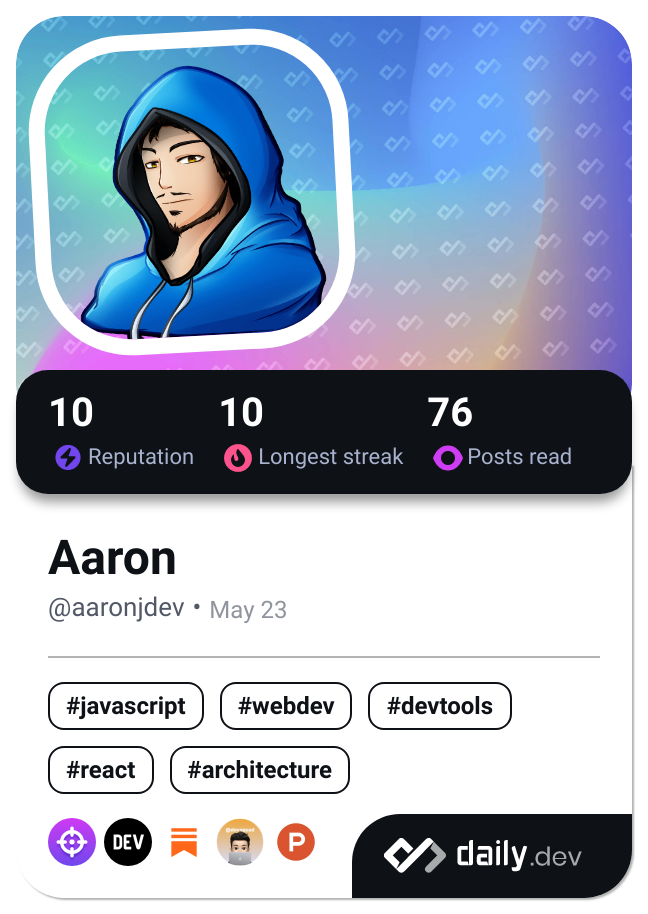 10 10 76
Reputation Longest streak Posts read
Aaron
@aaronjdev • May 23
#javascript #webdev #devtools
#react #architecture
DEV P
daily.dev